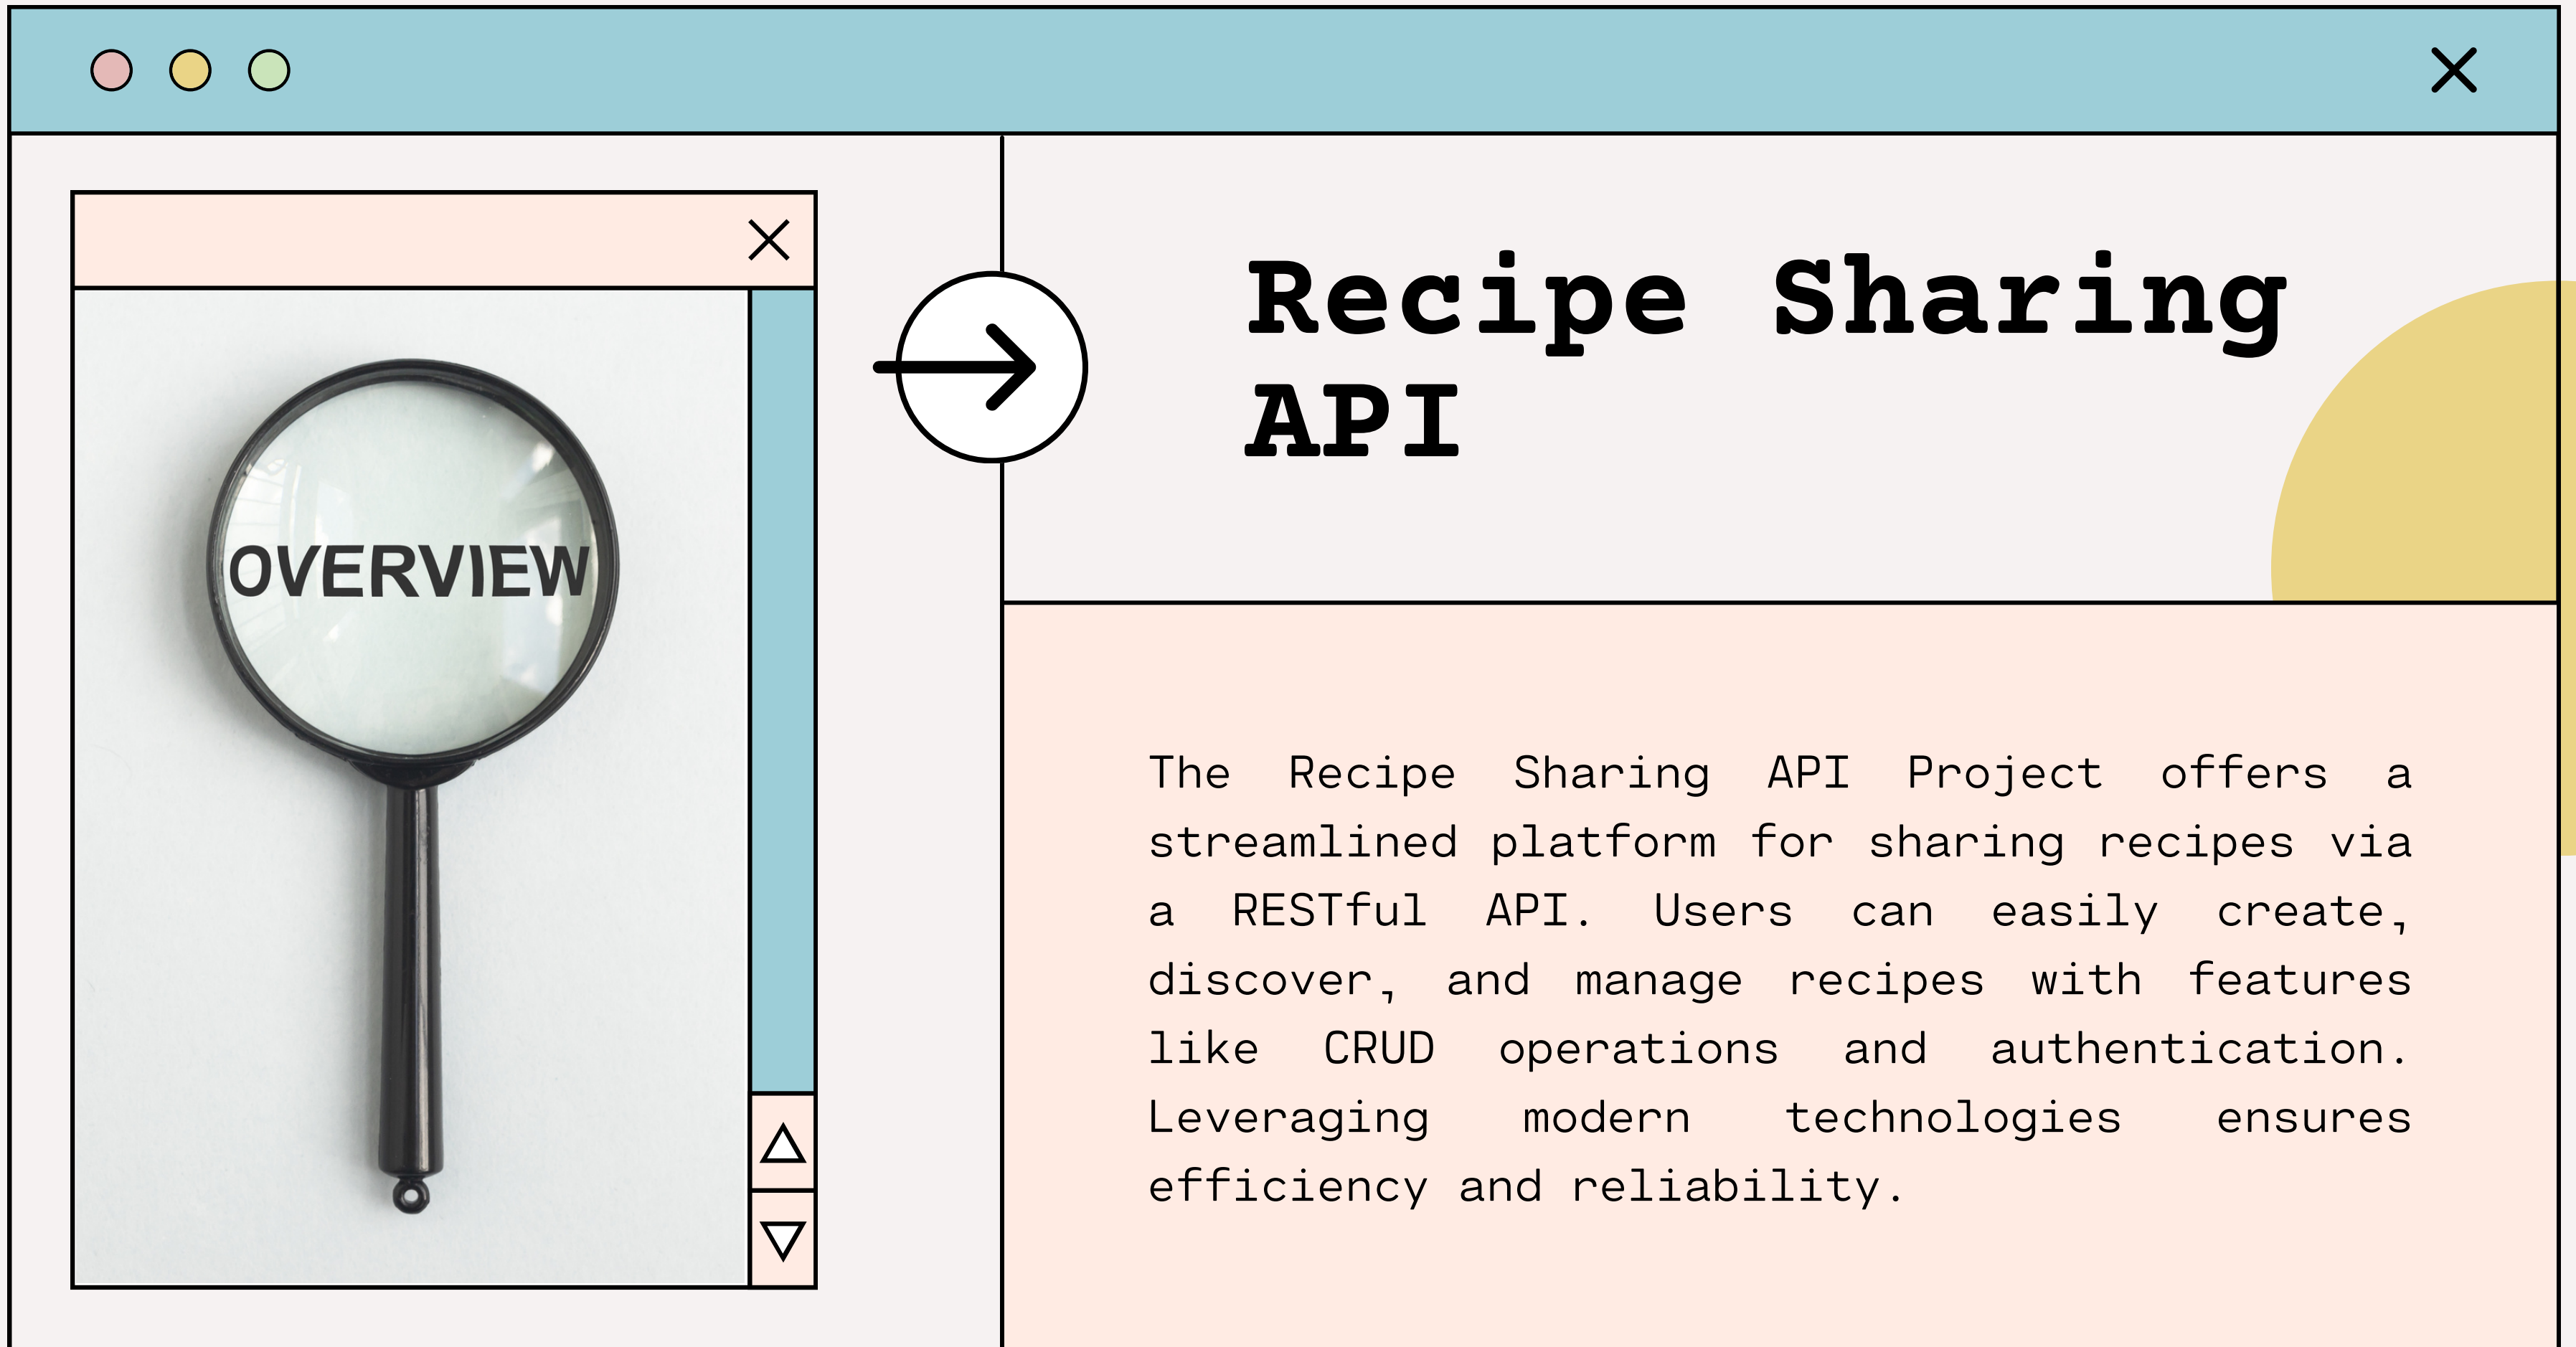 OVERVIEW
Recipe Sharing
API
The Recipe Sharing API Project offers a
streamlined platform for sharing recipes via
a RESTful API. Users can easily create,
discover, and manage recipes with features
like CRUD operations and authentication.
Leveraging modern technologies ensures
efficiency and reliability.